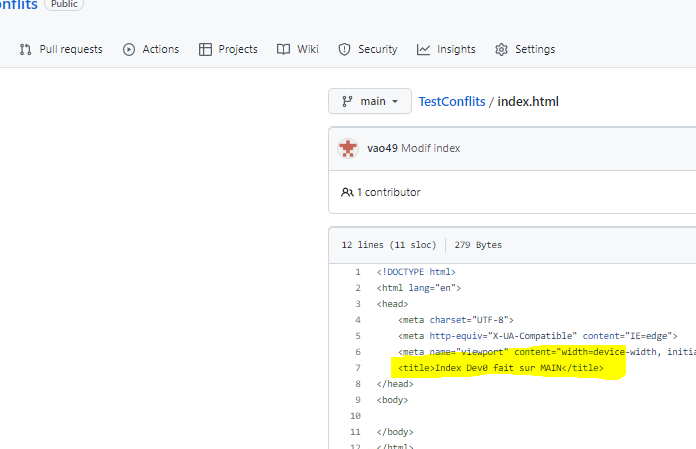 onflits Public
Pull requests Actions Projects Wiki Security Insights Settings
main TestConflits / index.html
vao49 Modif index
1 contributor
12 lines (11 sloc) 279 Bytes
1 <!DOCTYPE html>
2 <html lang="en">
3 <head>
4 <meta charset="UTF-8">
5 <meta http-equiv="X-UA-Compatible" content="IE=edge">
6 <meta name="viewport" content="width=device-width, initia
7 <title>Index Dev0 fait sur MAIN</title>
8 </head>
9 <body>
10
11 </body>
12 </html>